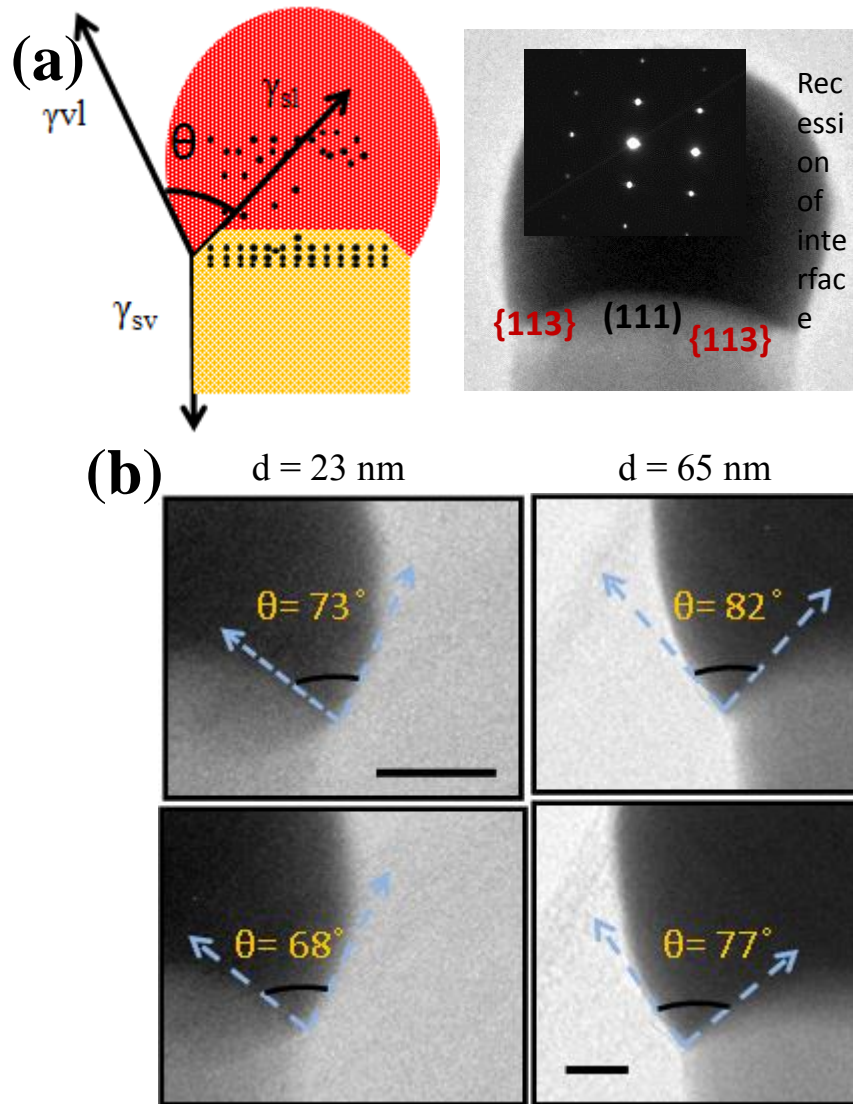 (a)
γvl
θ
γsl
γsv
Rec
essi
on
of
inte
rfac
e
{113}
(111)
{113}
(b)
d = 23 nm
d = 65 nm
θ= 73°
θ= 82°
θ= 68°
θ= 77°